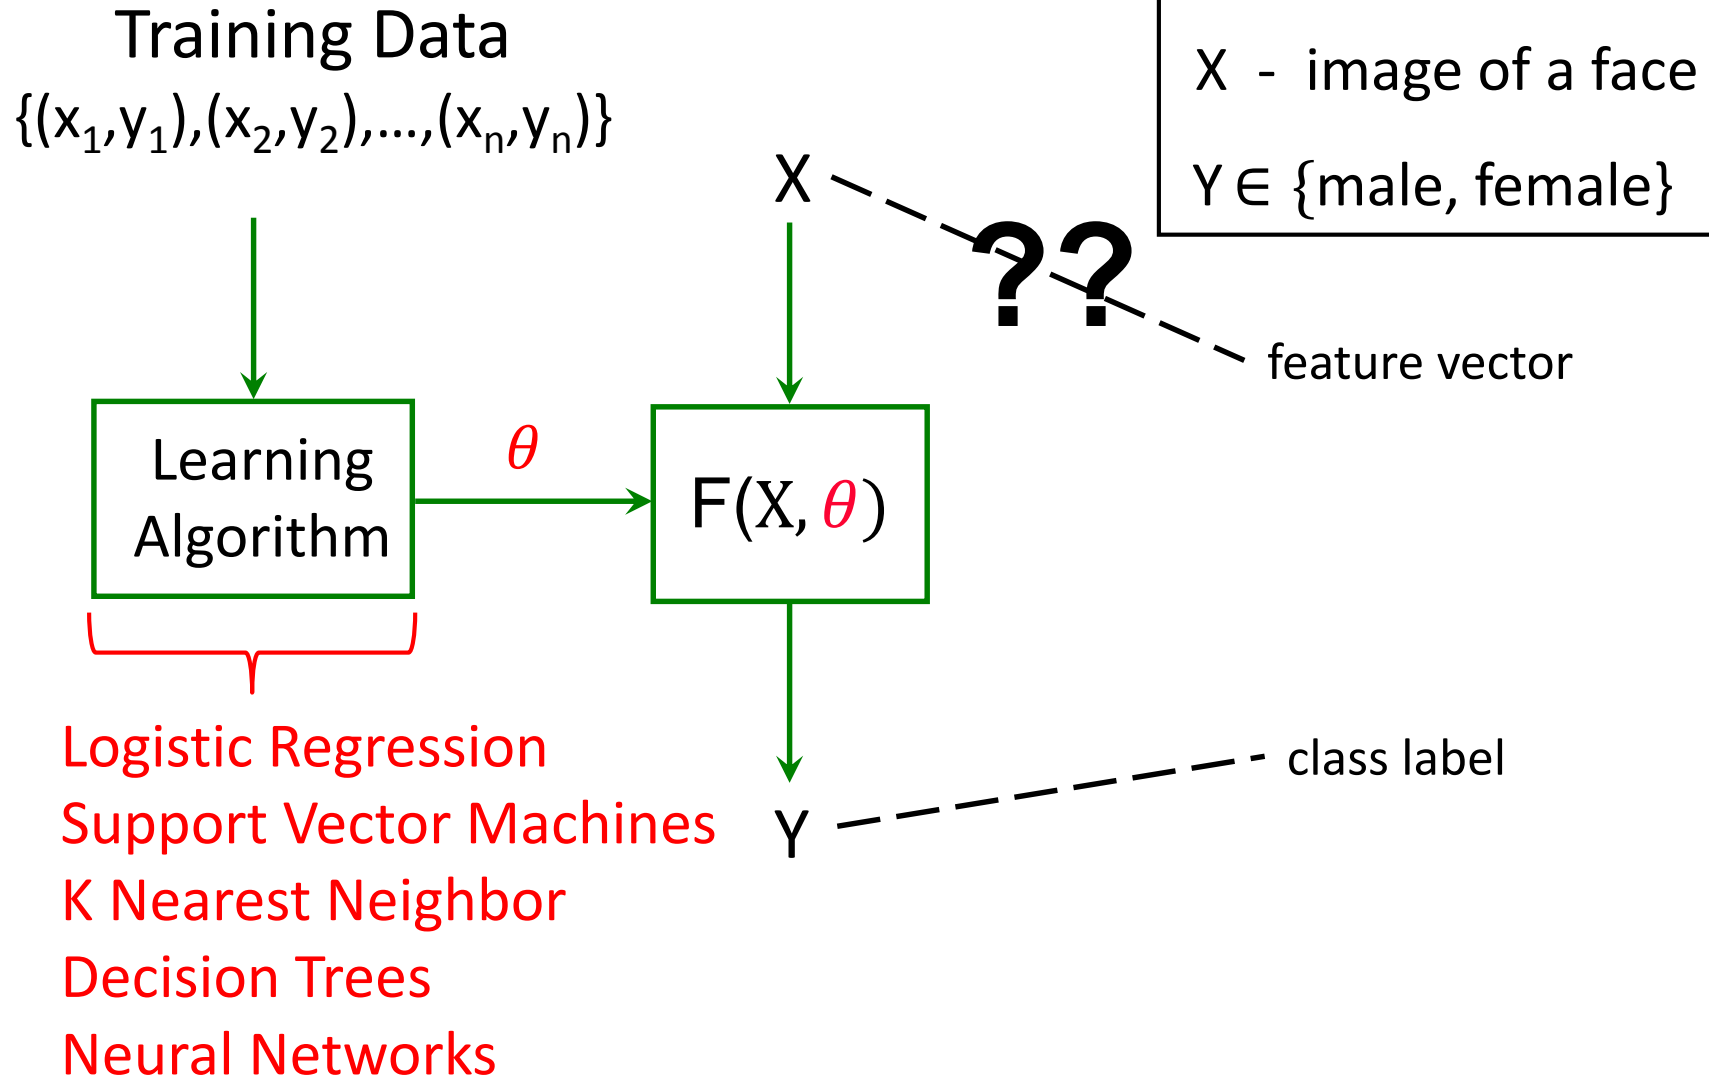 Training Data
{(x₁,y₁),(x₂,y₂),...,(xₙ,yₙ)}
X - image of a face
Y ∈ {male, female}
X
??
feature vector
Learning
Algorithm
θ
F(X, θ)
Logistic Regression
Support Vector Machines
K Nearest Neighbor
Decision Trees
Neural Networks
Y
class label